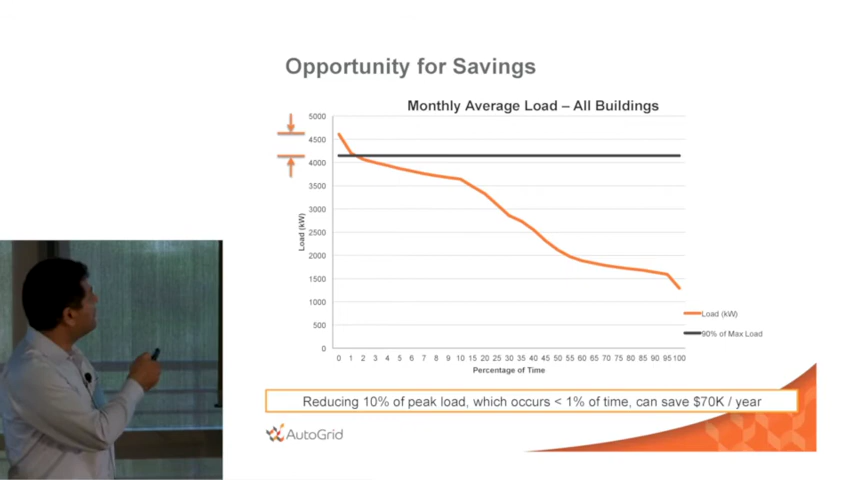 Opportunity for Savings
Monthly Average Load – All Buildings
5000
4500
4000
3500
3000
2500
2000
1500
1000
500
0
Load (kW)
0 1 2 3 4 5 6 7 8 9 10 15 20 25 30 35 40 45 50 55 60 65 70 75 80 85 90 95 100
Percentage of Time
Load (kW)
90% of Max Load
Reducing 10% of peak load, which occurs < 1% of time, can save $70K / year
AutoGrid